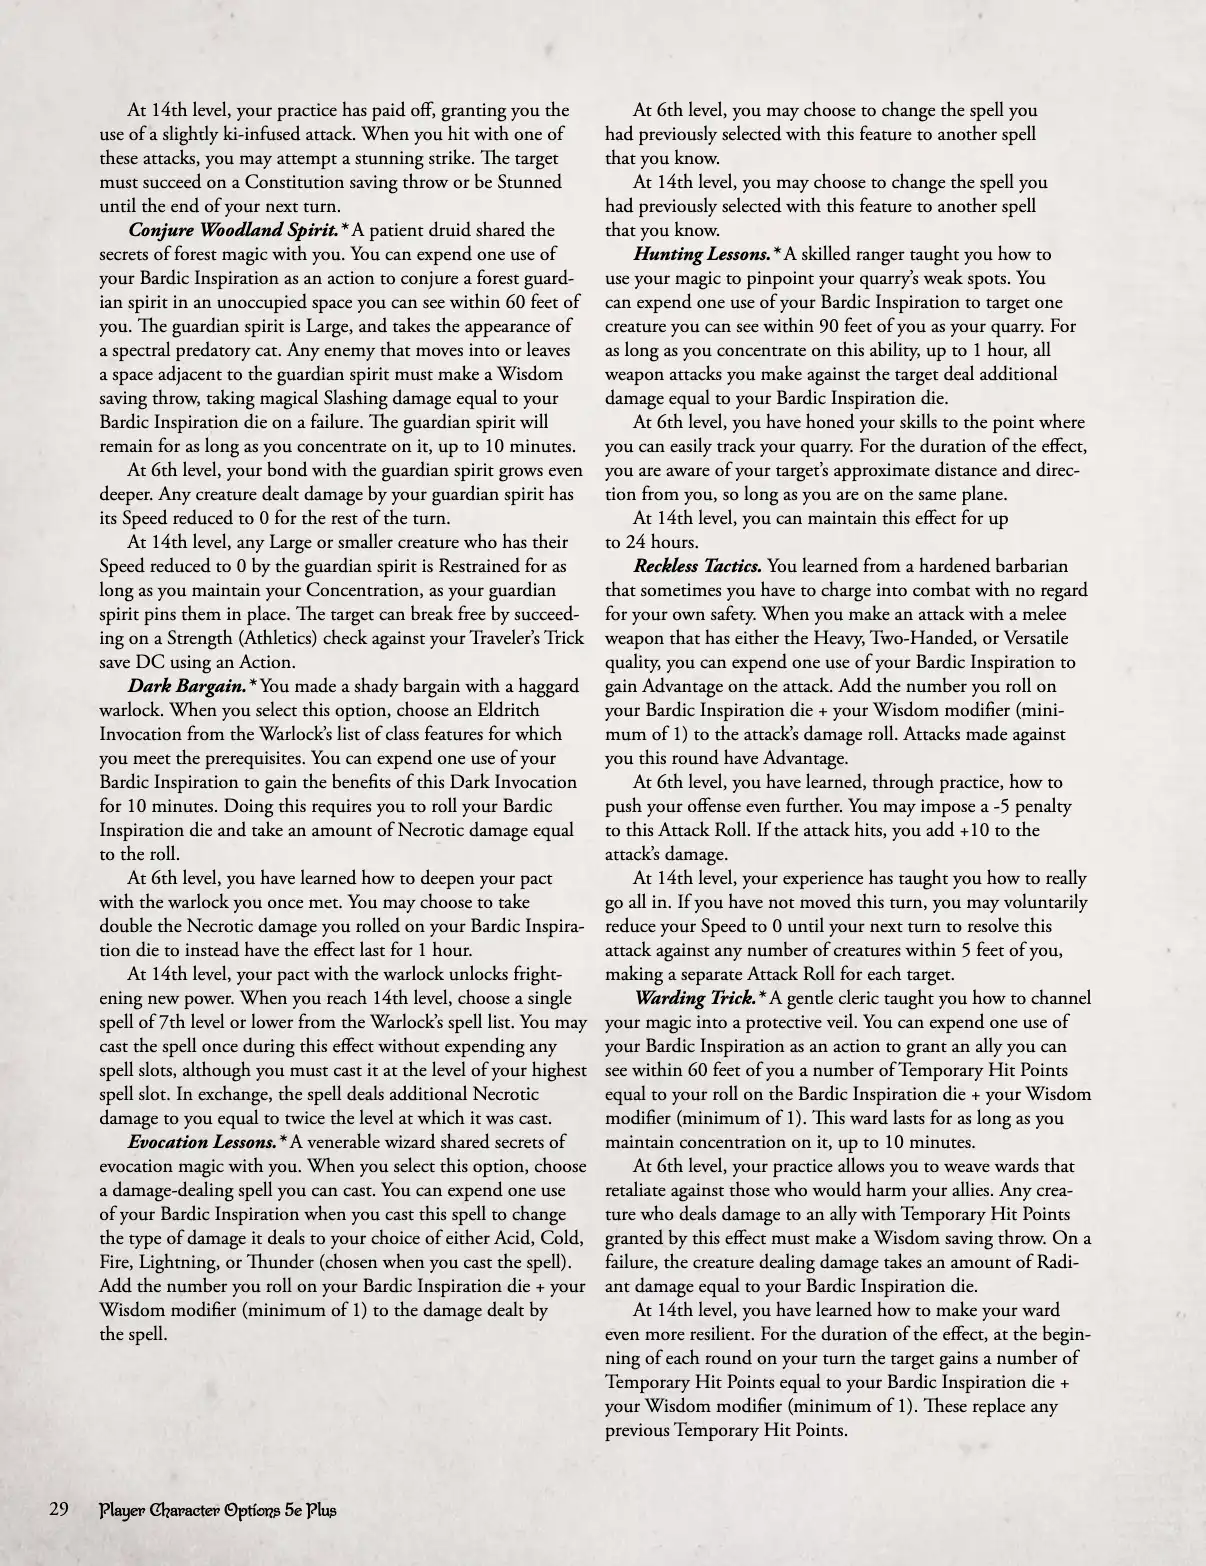 At 14th level, your practice has paid off, granting you the
use of a slightly ki-infused attack. When you hit with one of
these attacks, you may attempt a stunning strike. The target
must succeed on a Constitution saving throw or be Stunned
until the end of your next turn.
Conjure Woodland Spirit.* A patient druid shared the
secrets of forest magic with you. You can expend one use of
your Bardic Inspiration as an action to conjure a forest guard-
ian spirit in an unoccupied space you can see within 60 feet of
you. The guardian spirit is Large, and takes the appearance of
a spectral predatory cat. Any enemy that moves into or leaves
a space adjacent to the guardian spirit must make a Wisdom
saving throw, taking magical Slashing damage equal to your
Bardic Inspiration die on a failure. The guardian spirit will
remain for as long as you concentrate on it, up to 10 minutes.
At 6th level, your bond with the guardian spirit grows even
deeper. Any creature dealt damage by your guardian spirit has
its Speed reduced to 0 for the rest of the turn.
At 14th level, any Large or smaller creature who has their
Speed reduced to 0 by the guardian spirit is Restrained for as
long as you maintain your Concentration, as your guardian
spirit pins them in place. The target can break free by succeed-
ing on a Strength (Athletics) check against your Traveler's Trick
save DC using an Action.
Dark Bargain.* You made a shady bargain with a haggard
warlock. When you select this option, choose an Eldritch
Invocation from the Warlock's list of class features for which
you meet the prerequisites. You can expend one use of your
Bardic Inspiration to gain the benefits of this Dark Invocation
for 10 minutes. Doing this requires you to roll your Bardic
Inspiration die and take an amount of Necrotic damage equal
to the roll.
At 6th level, you have learned how to deepen your pact
with the warlock you once met. You may choose to take
double the Necrotic damage you rolled on your Bardic Inspira-
tion die to instead have the effect last for 1 hour.
At 14th level, your pact with the warlock unlocks fright-
ening new power. When you reach 14th level, choose a single
spell of 7th level or lower from the Warlock's spell list. You may
cast the spell once during this effect without expending any
spell slots, although you must cast it at the level of your highest
spell slot. In exchange, the spell deals additional Necrotic
damage to you equal to twice the level at which it was cast.
Evocation Lessons.* A venerable wizard shared secrets of
evocation magic with you. When you select this option, choose
a damage-dealing spell you can cast. You can expend one use
of your Bardic Inspiration when you cast this spell to change
the type of damage it deals to your choice of either Acid, Cold,
Fire, Lightning, or Thunder (chosen when you cast the spell).
Add the number you roll on your Bardic Inspiration die + your
Wisdom modifier (minimum of 1) to the damage dealt by
the spell.
At 6th level, you may choose to change the spell you
had previously selected with this feature to another spell
that you know.
At 14th level, you may choose to change the spell you
had previously selected with this feature to another spell
that you know.
Hunting Lessons.* A skilled ranger taught you how to
use your magic to pinpoint your quarry's weak spots. You
can expend one use of your Bardic Inspiration to target one
creature you can see within 90 feet of you as your quarry. For
as long as you concentrate on this ability, up to 1 hour, all
weapon attacks you make against the target deal additional
damage equal to your Bardic Inspiration die.
At 6th level, you have honed your skills to the point where
you can easily track your quarry. For the duration of the effect,
you are aware of your target's approximate distance and direc-
tion from you, so long as you are on the same plane.
At 14th level, you can maintain this effect for up
to 24 hours.
Reckless Tactics. You learned from a hardened barbarian
that sometimes you have to charge into combat with no regard
for your own safety. When you make an attack with a melee
weapon that has either the Heavy, Two-Handed, or Versatile
quality, you can expend one use of your Bardic Inspiration to
gain Advantage on the attack. Add the number you roll on
your Bardic Inspiration die + your Wisdom modifier (mini-
mum of 1) to the attack's damage roll. Attacks made against
you this round have Advantage.
At 6th level, you have learned, through practice, how to
push your offense even further. You may impose a -5 penalty
to this Attack Roll. If the attack hits, you add +10 to the
attack's damage.
At 14th level, your experience has taught you how to really
go all in. If you have not moved this turn, you may voluntarily
reduce your Speed to 0 until your next turn to resolve this
attack against any number of creatures within 5 feet of you,
making a separate Attack Roll for each target.
Warding Trick.* A gentle cleric taught you how to channel
your magic into a protective veil. You can expend one use of
your Bardic Inspiration as an action to grant an ally you can
see within 60 feet of you a number of Temporary Hit Points
equal to your roll on the Bardic Inspiration die + your Wisdom
modifier (minimum of 1). This ward lasts for as long as you
maintain concentration on it, up to 10 minutes.
At 6th level, your practice allows you to weave wards that
retaliate against those who would harm your allies. Any crea-
ture who deals damage to an ally with Temporary Hit Points
granted by this effect must make a Wisdom saving throw. On a
failure, the creature dealing damage takes an amount of Radi-
ant damage equal to your Bardic Inspiration die.
At 14th level, you have learned how to make your ward
even more resilient. For the duration of the effect, at the begin-
ning of each round on your turn the target gains a number of
Temporary Hit Points equal to your Bardic Inspiration die +
your Wisdom modifier (minimum of 1). These replace any
previous Temporary Hit Points.
29 Player Character Options 5e Plus